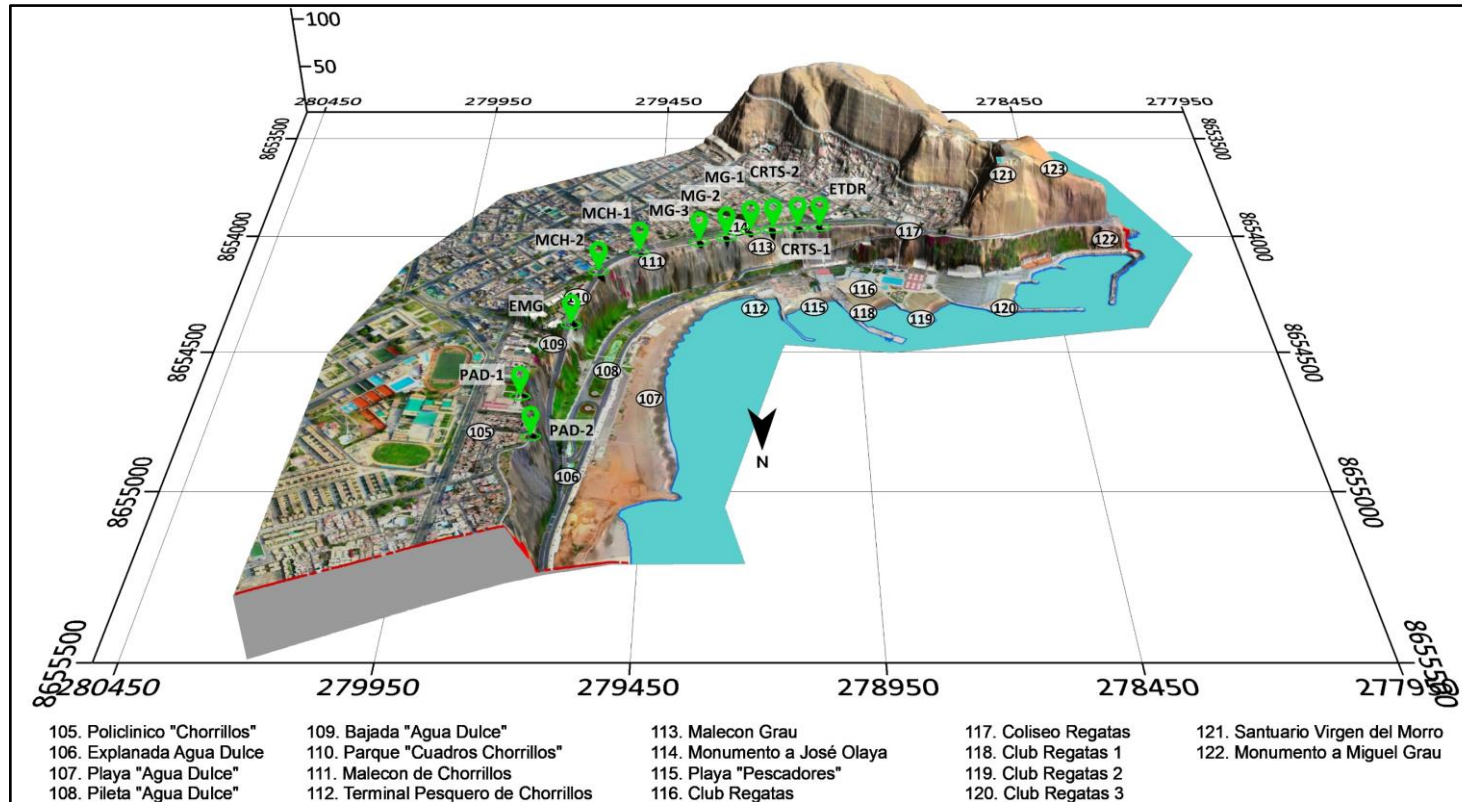 100
50
280450 279950 279450 278450 277950
8653500 8653500
8654000 8654000
8654500 8654500
8655000 8655000
8655500 8655500
MG-1 CRTS-2
MG-2 ETDR
MCH-1 MG-3
MCH-2 CRTS-1
EMG
PAD-1
PAD-2
121 123
114 113 117 122
111
110 116
112 115 118 119 120
109
108
107
105
106
N
280450 279950 279450 278950 278450 277950
105. Policlinico "Chorrillos"
106. Explanada Agua Dulce
107. Playa "Agua Dulce"
108. Pileta "Agua Dulce"
109. Bajada "Agua Dulce"
110. Parque "Cuadros Chorrillos"
111. Malecon de Chorrillos
112. Terminal Pesquero de Chorrillos
113. Malecon Grau
114. Monumento a José Olaya
115. Playa "Pescadores"
116. Club Regatas
117. Coliseo Regatas
118. Club Regatas 1
119. Club Regatas 2
120. Club Regatas 3
121. Santuario Virgen del Morro
122. Monumento a Miguel Grau